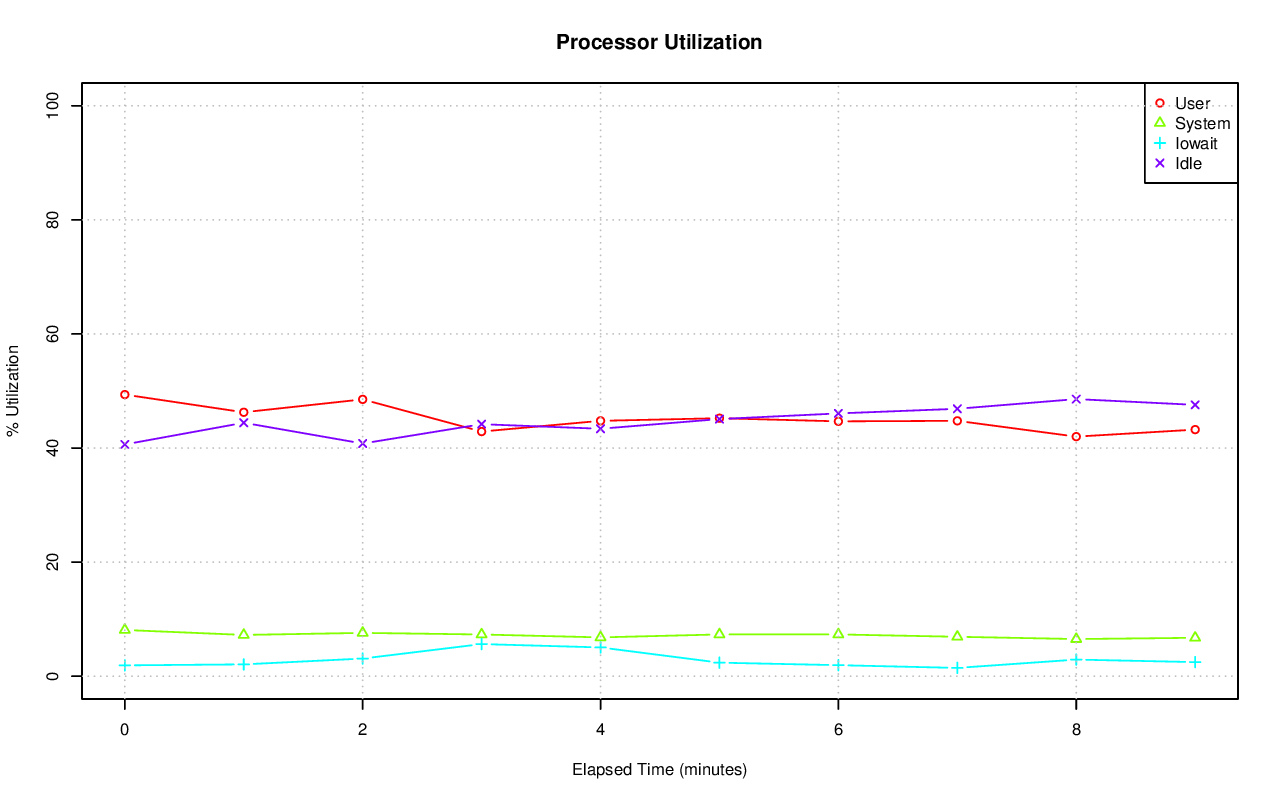 Processor Utilization
User
System
Iowait
Idle
% Utilization
100
80
60
40
20
0
0 2 4 6 8
Elapsed Time (minutes)